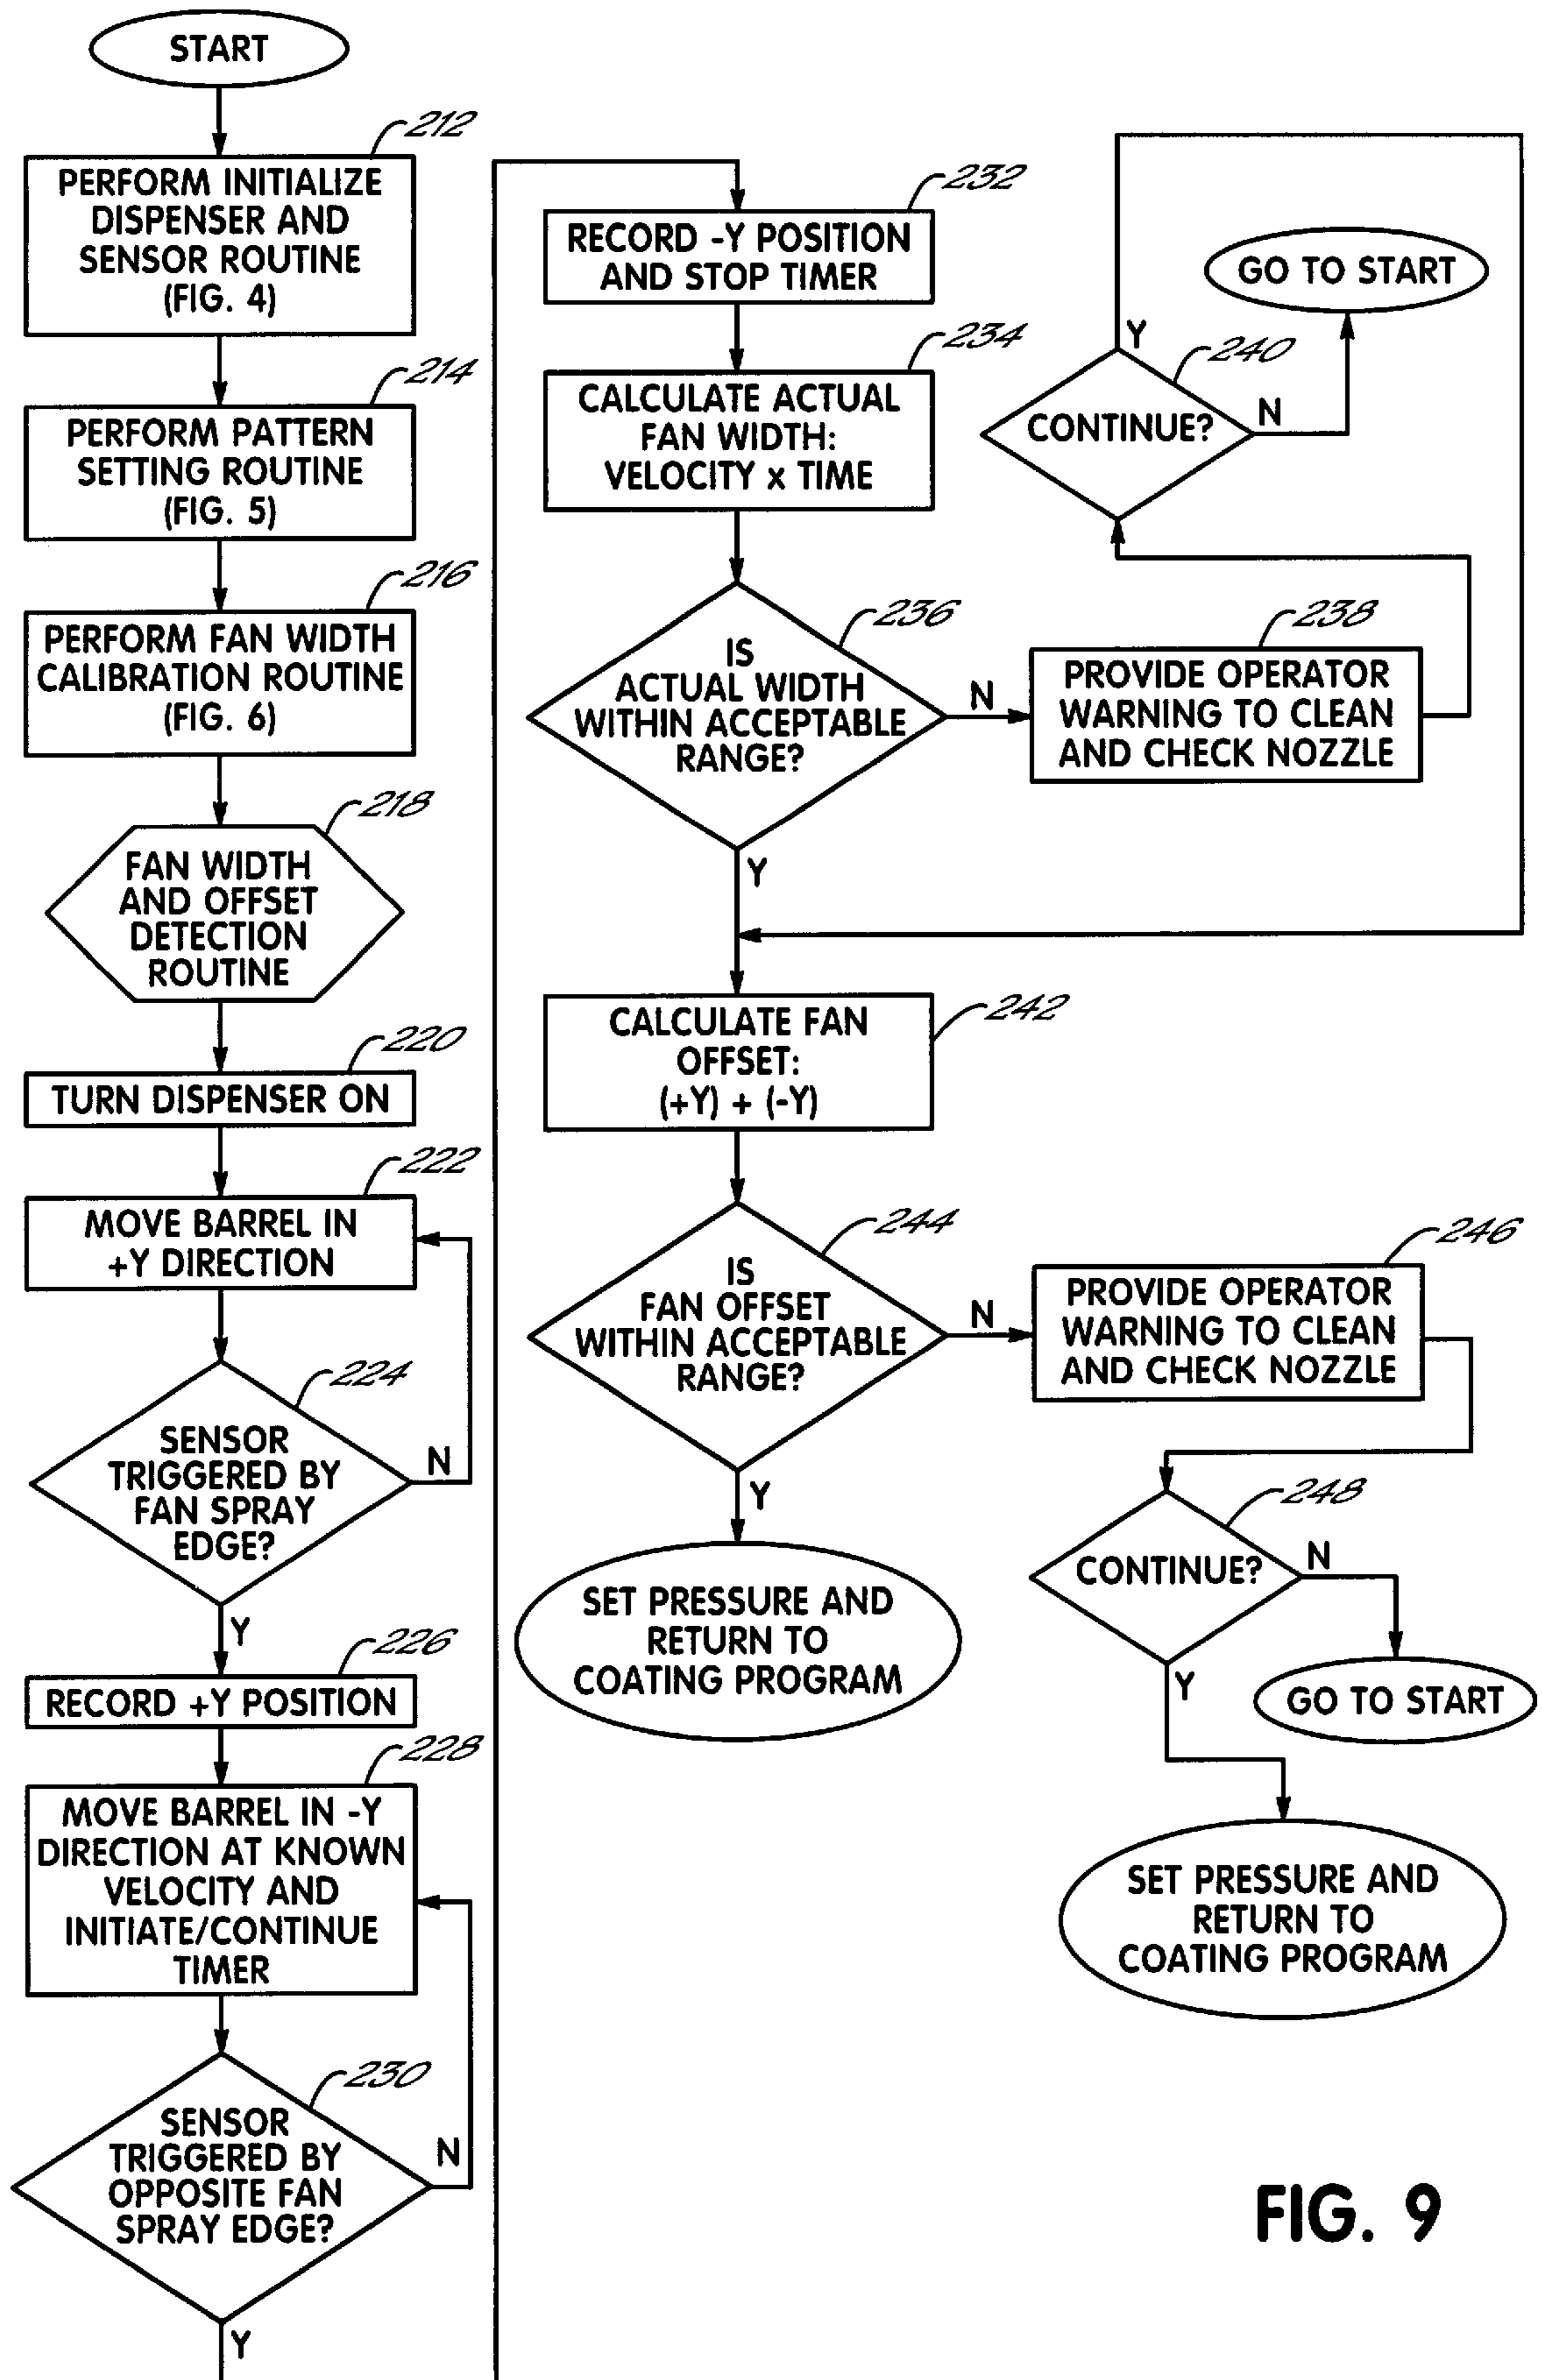 START
212
PERFORM INITIALIZE
DISPENSER AND
SENSOR ROUTINE
(FIG. 4)
214
PERFORM PATTERN
SETTING ROUTINE
(FIG. 5)
216
PERFORM FAN WIDTH
CALIBRATION ROUTINE
(FIG. 6)
218
FAN WIDTH
AND OFFSET
DETECTION
ROUTINE
220
TURN DISPENSER ON
222
MOVE BARREL IN
+Y DIRECTION
224
SENSOR
TRIGGERED BY
FAN SPRAY
EDGE?
N
Y
226
RECORD +Y POSITION
228
MOVE BARREL IN -Y
DIRECTION AT KNOWN
VELOCITY AND
INITIATE/CONTINUE
TIMER
230
SENSOR
TRIGGERED BY
OPPOSITE FAN
SPRAY EDGE?
N
Y
232
RECORD -Y POSITION
AND STOP TIMER
234
CALCULATE ACTUAL
FAN WIDTH:
VELOCITY x TIME
236
IS
ACTUAL WIDTH
WITHIN ACCEPTABLE
RANGE?
N
Y
238
PROVIDE OPERATOR
WARNING TO CLEAN
AND CHECK NOZZLE
240
CONTINUE?
Y
N
GO TO START
242
CALCULATE FAN
OFFSET:
(+Y) + (-Y)
244
IS
FAN OFFSET
WITHIN ACCEPTABLE
RANGE?
N
Y
SET PRESSURE AND
RETURN TO
COATING PROGRAM
246
PROVIDE OPERATOR
WARNING TO CLEAN
AND CHECK NOZZLE
248
CONTINUE?
N
Y
GO TO START
SET PRESSURE AND
RETURN TO
COATING PROGRAM
FIG. 9